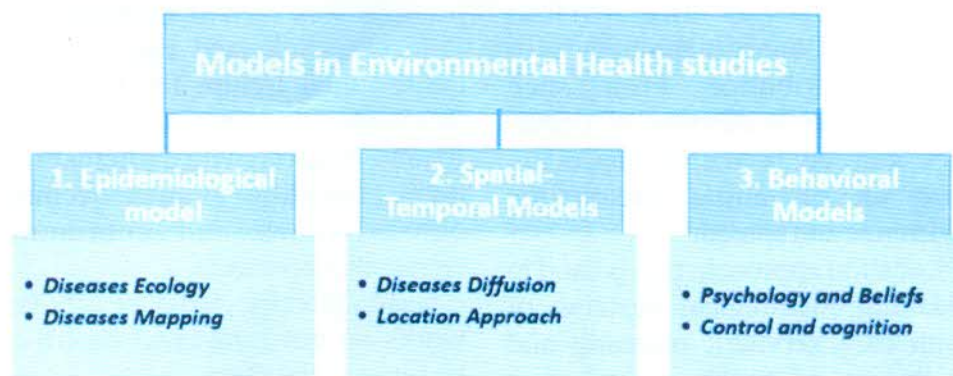 Models in Environmental Health studies
1. Epidemiological
model
• Diseases Ecology
• Diseases Mapping
2. Spatial-
Temporal Models
• Diseases Diffusion
• Location Approach
3. Behavioral
Models
• Psychology and Beliefs
• Control and cognition